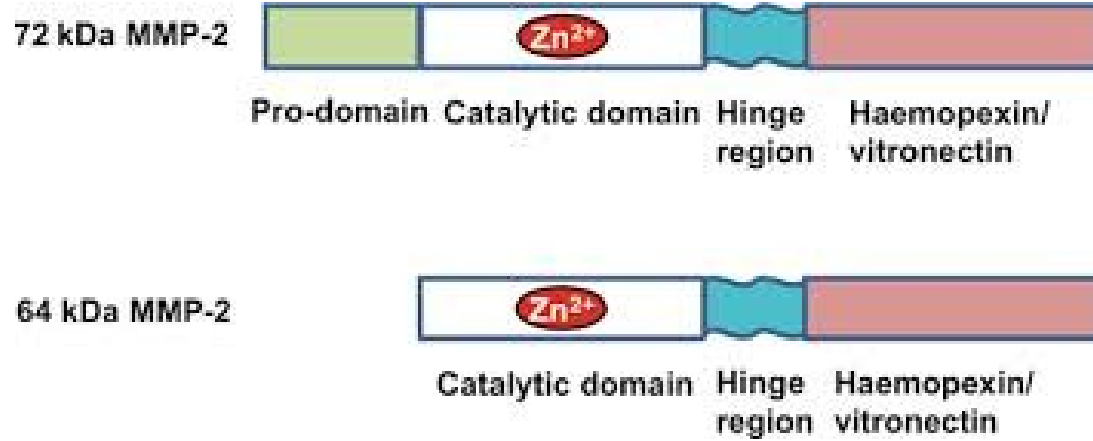 72 kDa MMP-2
Zn2+
Pro-domain Catalytic domain Hinge region Haemopexin/
vitronectin
64 kDa MMP-2
Zn2+
Catalytic domain Hinge region Haemopexin/
vitronectin